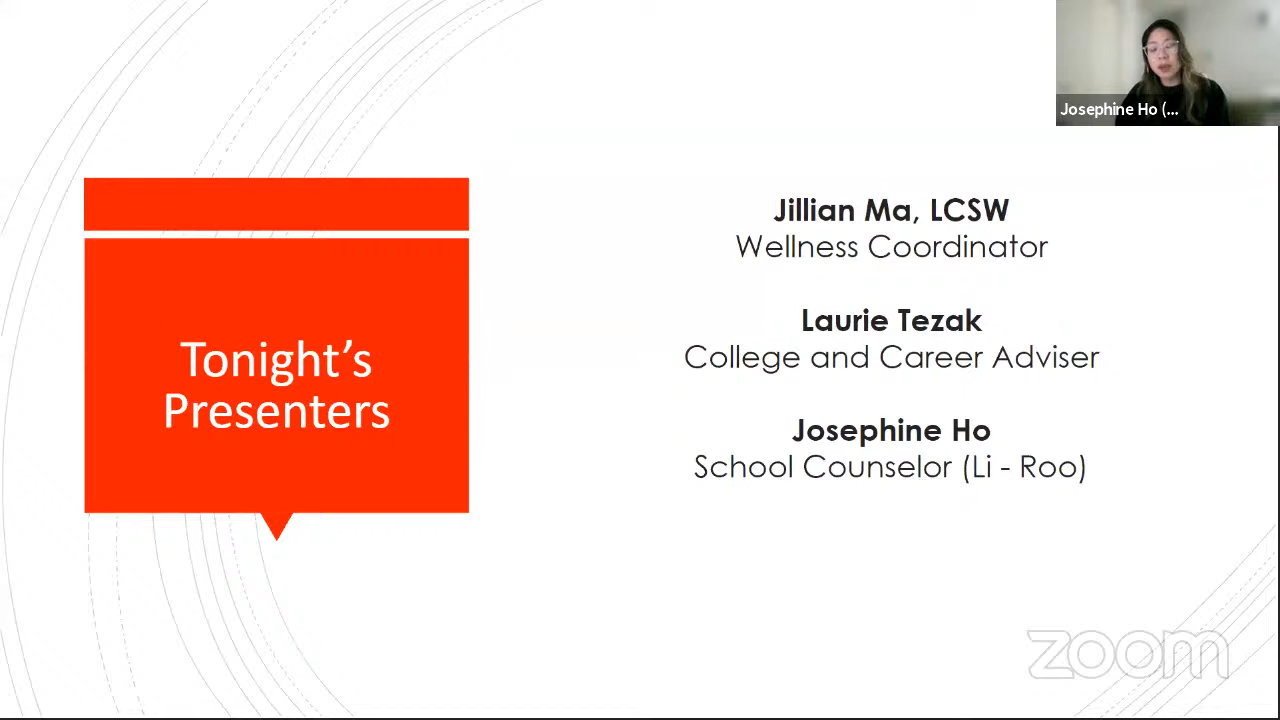 Josephine Ho (...
Tonight’s
Presenters
Jillian Ma, LCSW
Wellness Coordinator
Laurie Tezak
College and Career Adviser
Josephine Ho
School Counselor (Li - Roo)
zoom